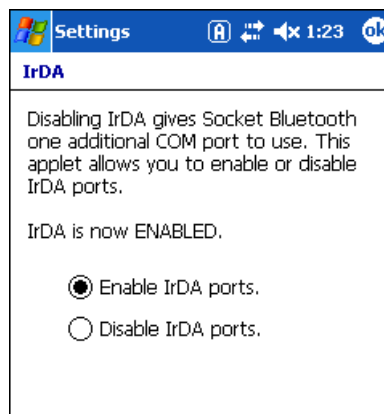 Settings A 1:23 ok
IrDA
Disabling IrDA gives Socket Bluetooth
one additional COM port to use. This
applet allows you to enable or disable
IrDA ports.
IrDA is now ENABLED.
Enable IrDA ports.
Disable IrDA ports.